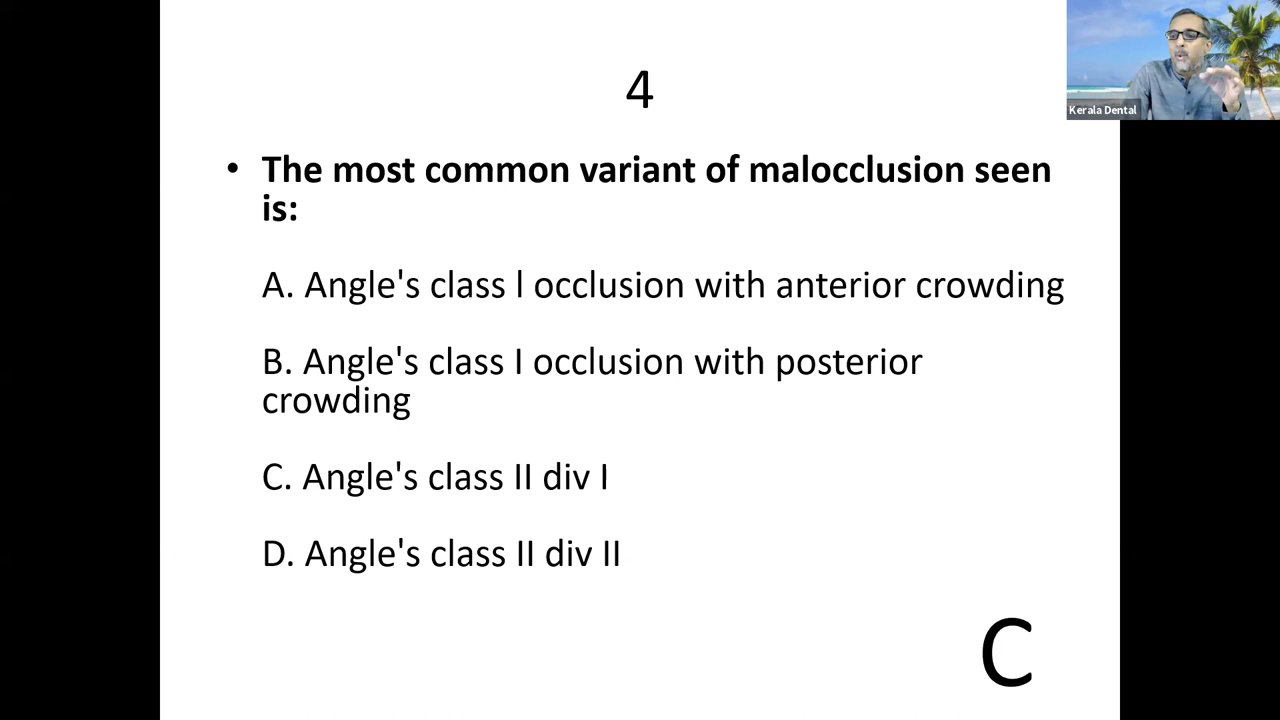 Kerala Dental
4
• The most common variant of malocclusion seen
is:
A. Angle's class l occlusion with anterior crowding
B. Angle's class I occlusion with posterior
crowding
C. Angle's class II div I
D. Angle's class II div II
C